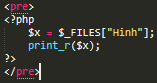 <pre>
<?php
$x = $_FILES["Hinh"];
print_r($x);
?>
</pre>